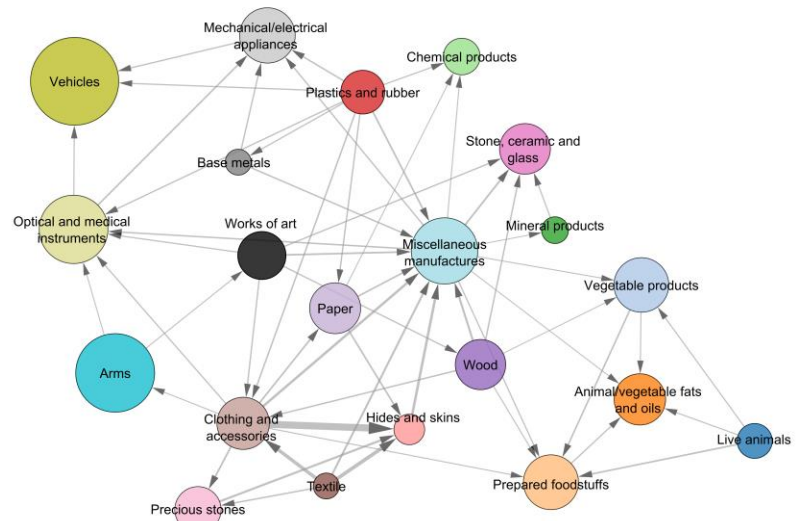 Mechanical/electrical
appliances
Chemical products
Vehicles
Plastics and rubber
Stone, ceramic and
glass
Base metals
Works of art
Optical and medical
instruments
Mineral products
Miscellaneous
manufactures
Vegetable products
Paper
Arms
Wood
Animal/vegetable fats
and oils
Clothing and
accessories
Hides and skins
Live animals
Textile
Prepared foodstuffs
Precious stones